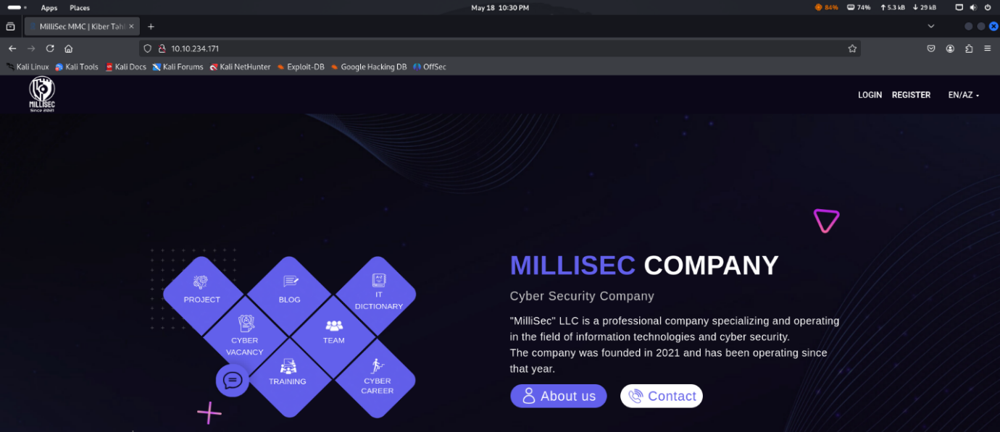 Apps Places May 18 10:30 PM 84% 74% 5.3 kB 29 kB
MilliSec MMC | Kiber Təhl
10.10.234.171
Kali Linux Kali Tools Kali Docs Kali Forums Kali NetHunter Exploit-DB Google Hacking DB OffSec
MILLISEC
Since 2021
LOGIN REGISTER EN/AZ
PROJECT
BLOG
IT
DICTIONARY
CYBER
VACANCY
TEAM
TRAINING
CYBER
CAREER
MILLISEC COMPANY
Cyber Security Company
"MilliSec" LLC is a professional company specializing and operating
in the field of information technologies and cyber security.
The company was founded in 2021 and has been operating since
that year.
About us Contact